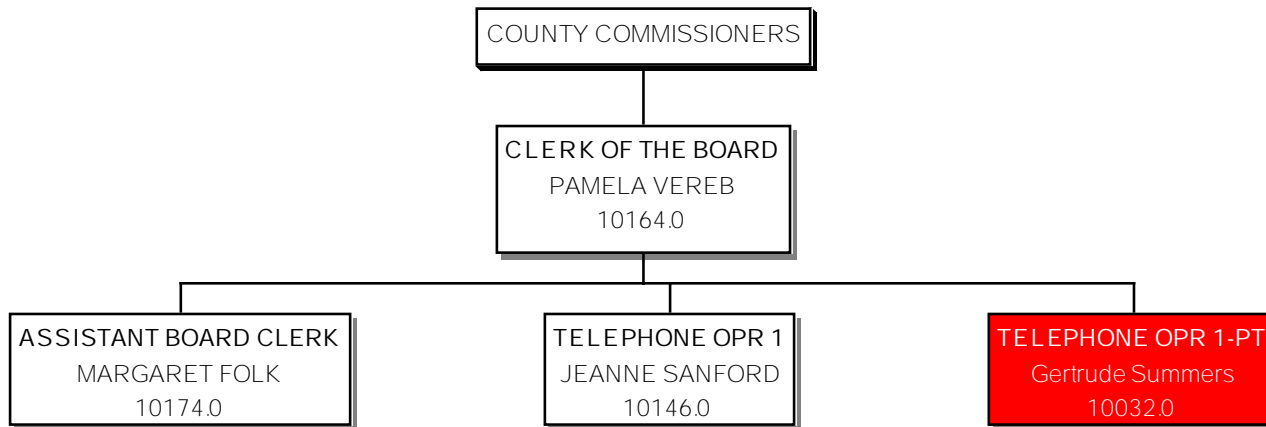 COUNTY COMMISSIONERS
CLERK OF THE BOARD
PAMELA VEREB
10164.0
ASSISTANT BOARD CLERK
MARGARET FOLK
10174.0
TELEPHONE OPR 1
JEANNE SANFORD
10146.0
TELEPHONE OPR 1-PT
Gertrude Summers
10032.0